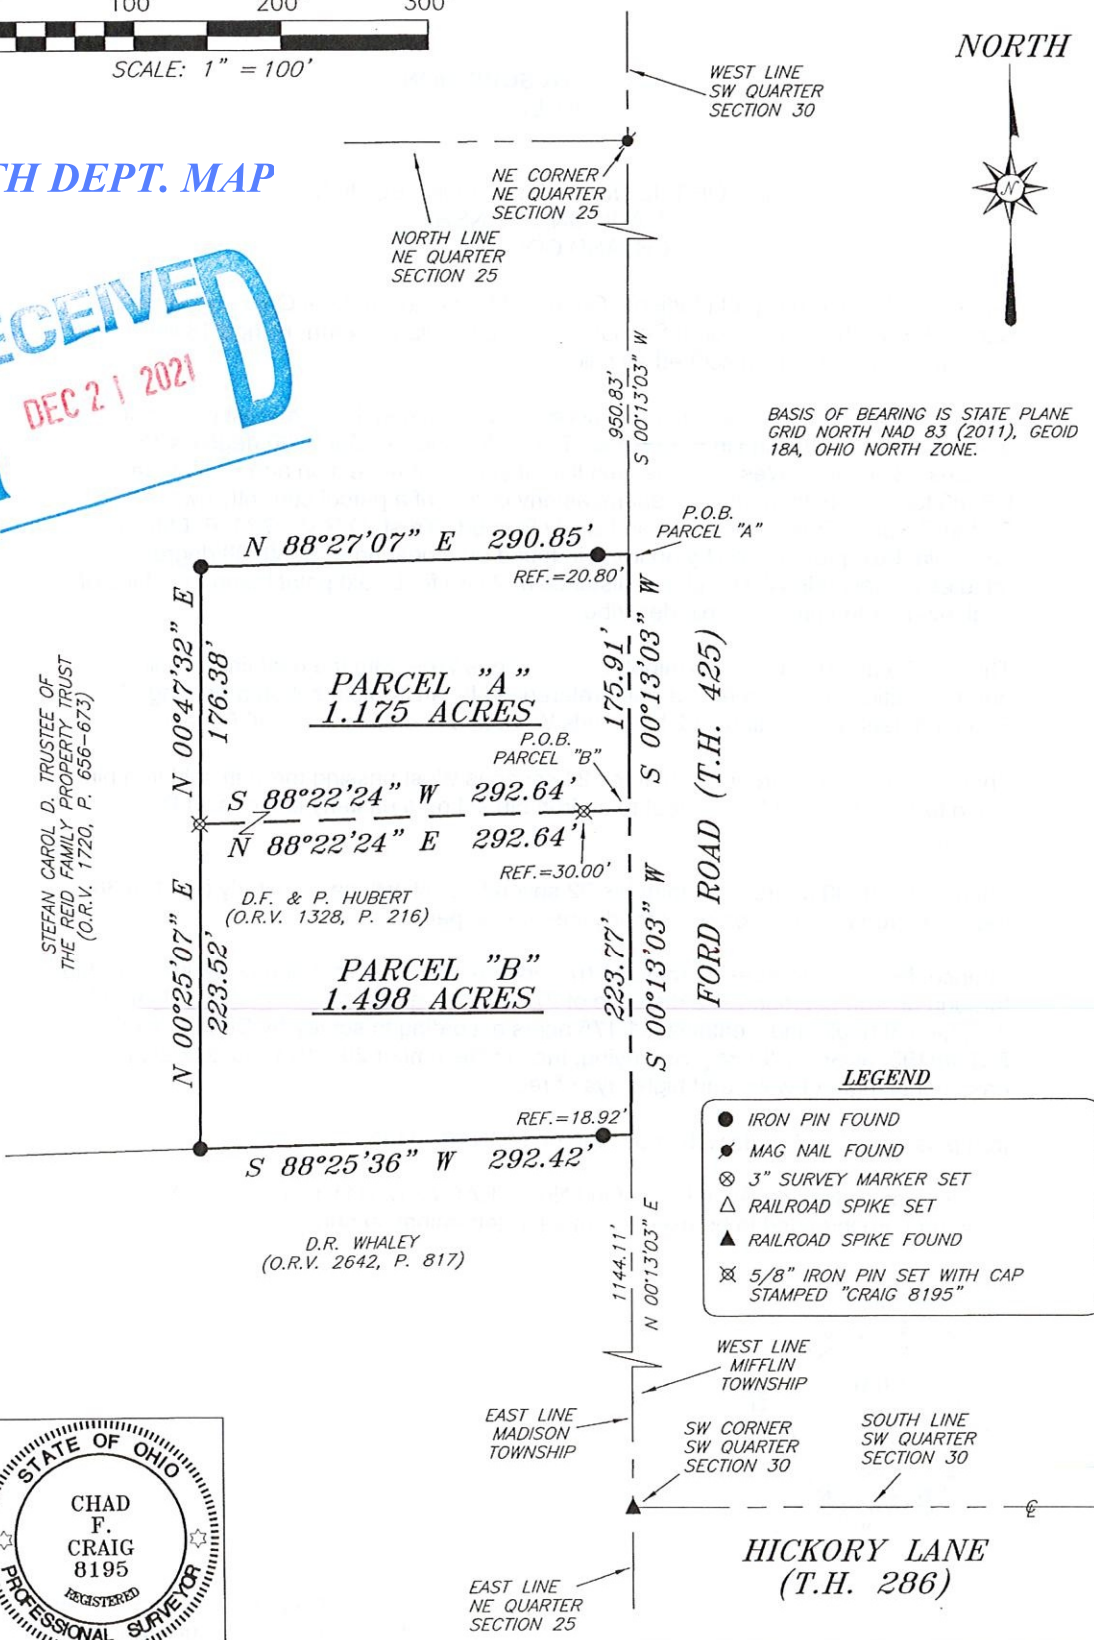 100 200 300
SCALE: 1" = 100'
TH DEPT. MAP
ECEIVED
DEC 21 2021
WEST LINE
SW QUARTER
SECTION 30
NORTH
N
NE CORNER
NE QUARTER
SECTION 25
NORTH LINE
NE QUARTER
SECTION 25
950.83'
S 00°13'03" W
BASIS OF BEARING IS STATE PLANE
GRID NORTH NAD 83 (2011), GEOID
18A, OHIO NORTH ZONE.
P.O.B.
PARCEL "A"
N 88°27'07" E 290.85'
REF.=20.80'
N 00°47'32" E
176.38'
PARCEL "A"
1.175 ACRES
175.91'
S 00°13'03" W
P.O.B.
PARCEL "B"
S 88°22'24" W 292.64'
N 88°22'24" E 292.64'
REF.=30.00'
STEFAN CAROL D. TRUSTEE OF
THE REID FAMILY PROPERTY TRUST
(O.R.V. 1720, P. 656-673)
D.F. & P. HUBERT
(O.R.V. 1328, P. 216)
FORD ROAD (T.H. 425)
N 00°25'07" E
223.52'
PARCEL "B"
1.498 ACRES
223.77'
S 00°13'03" W
REF.=18.92'
S 88°25'36" W 292.42'
D.R. WHALEY
(O.R.V. 2642, P. 817)
1144.11'
N 00°13'03" E
LEGEND
IRON PIN FOUND
MAG NAIL FOUND
3" SURVEY MARKER SET
RAILROAD SPIKE SET
RAILROAD SPIKE FOUND
5/8" IRON PIN SET WITH CAP
STAMPED "CRAIG 8195"
WEST LINE
MIFFLIN
TOWNSHIP
EAST LINE
MADISON
TOWNSHIP
SW CORNER
SW QUARTER
SECTION 30
SOUTH LINE
SW QUARTER
SECTION 30
HICKORY LANE
(T.H. 286)
EAST LINE
NE QUARTER
SECTION 25
STATE OF OHIO
CHAD
F.
CRAIG
8195
REGISTERED
PROFESSIONAL SURVEYOR